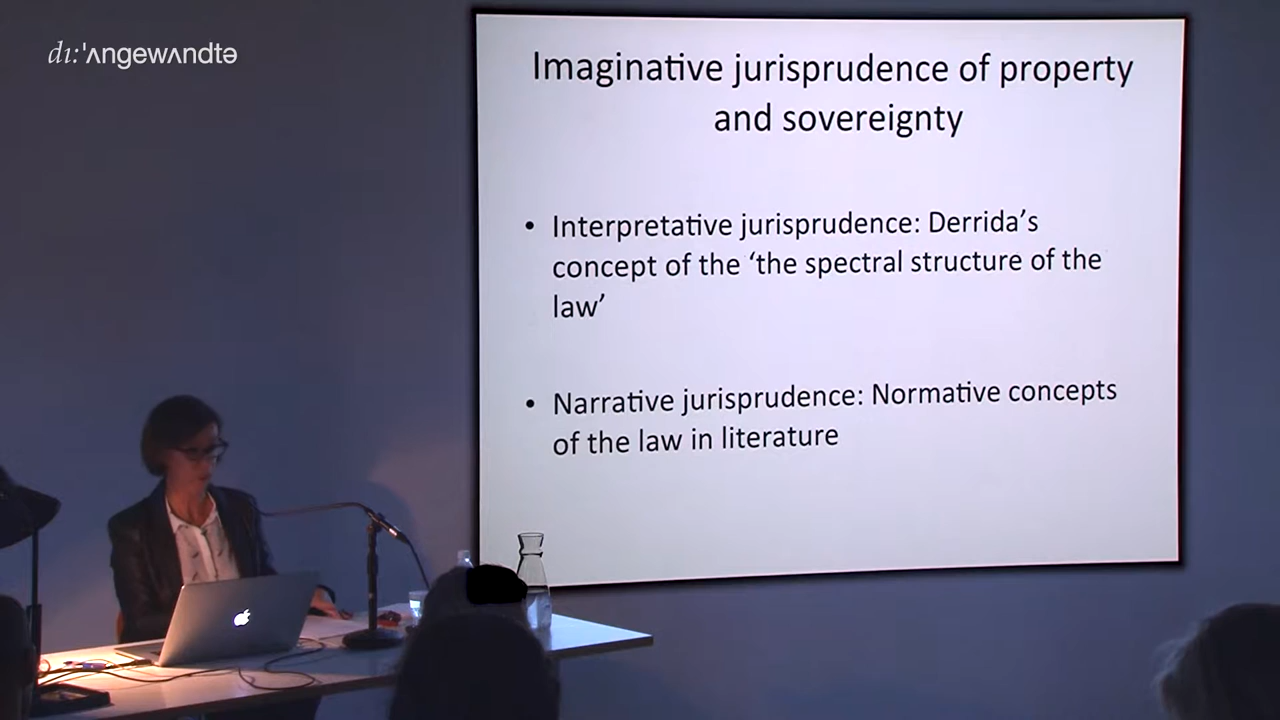 dı:ˈʌngewʌndtə
Imaginative jurisprudence of property
and sovereignty
• Interpretative jurisprudence: Derrida’s
concept of the ‘the spectral structure of the
law’
• Narrative jurisprudence: Normative concepts
of the law in literature